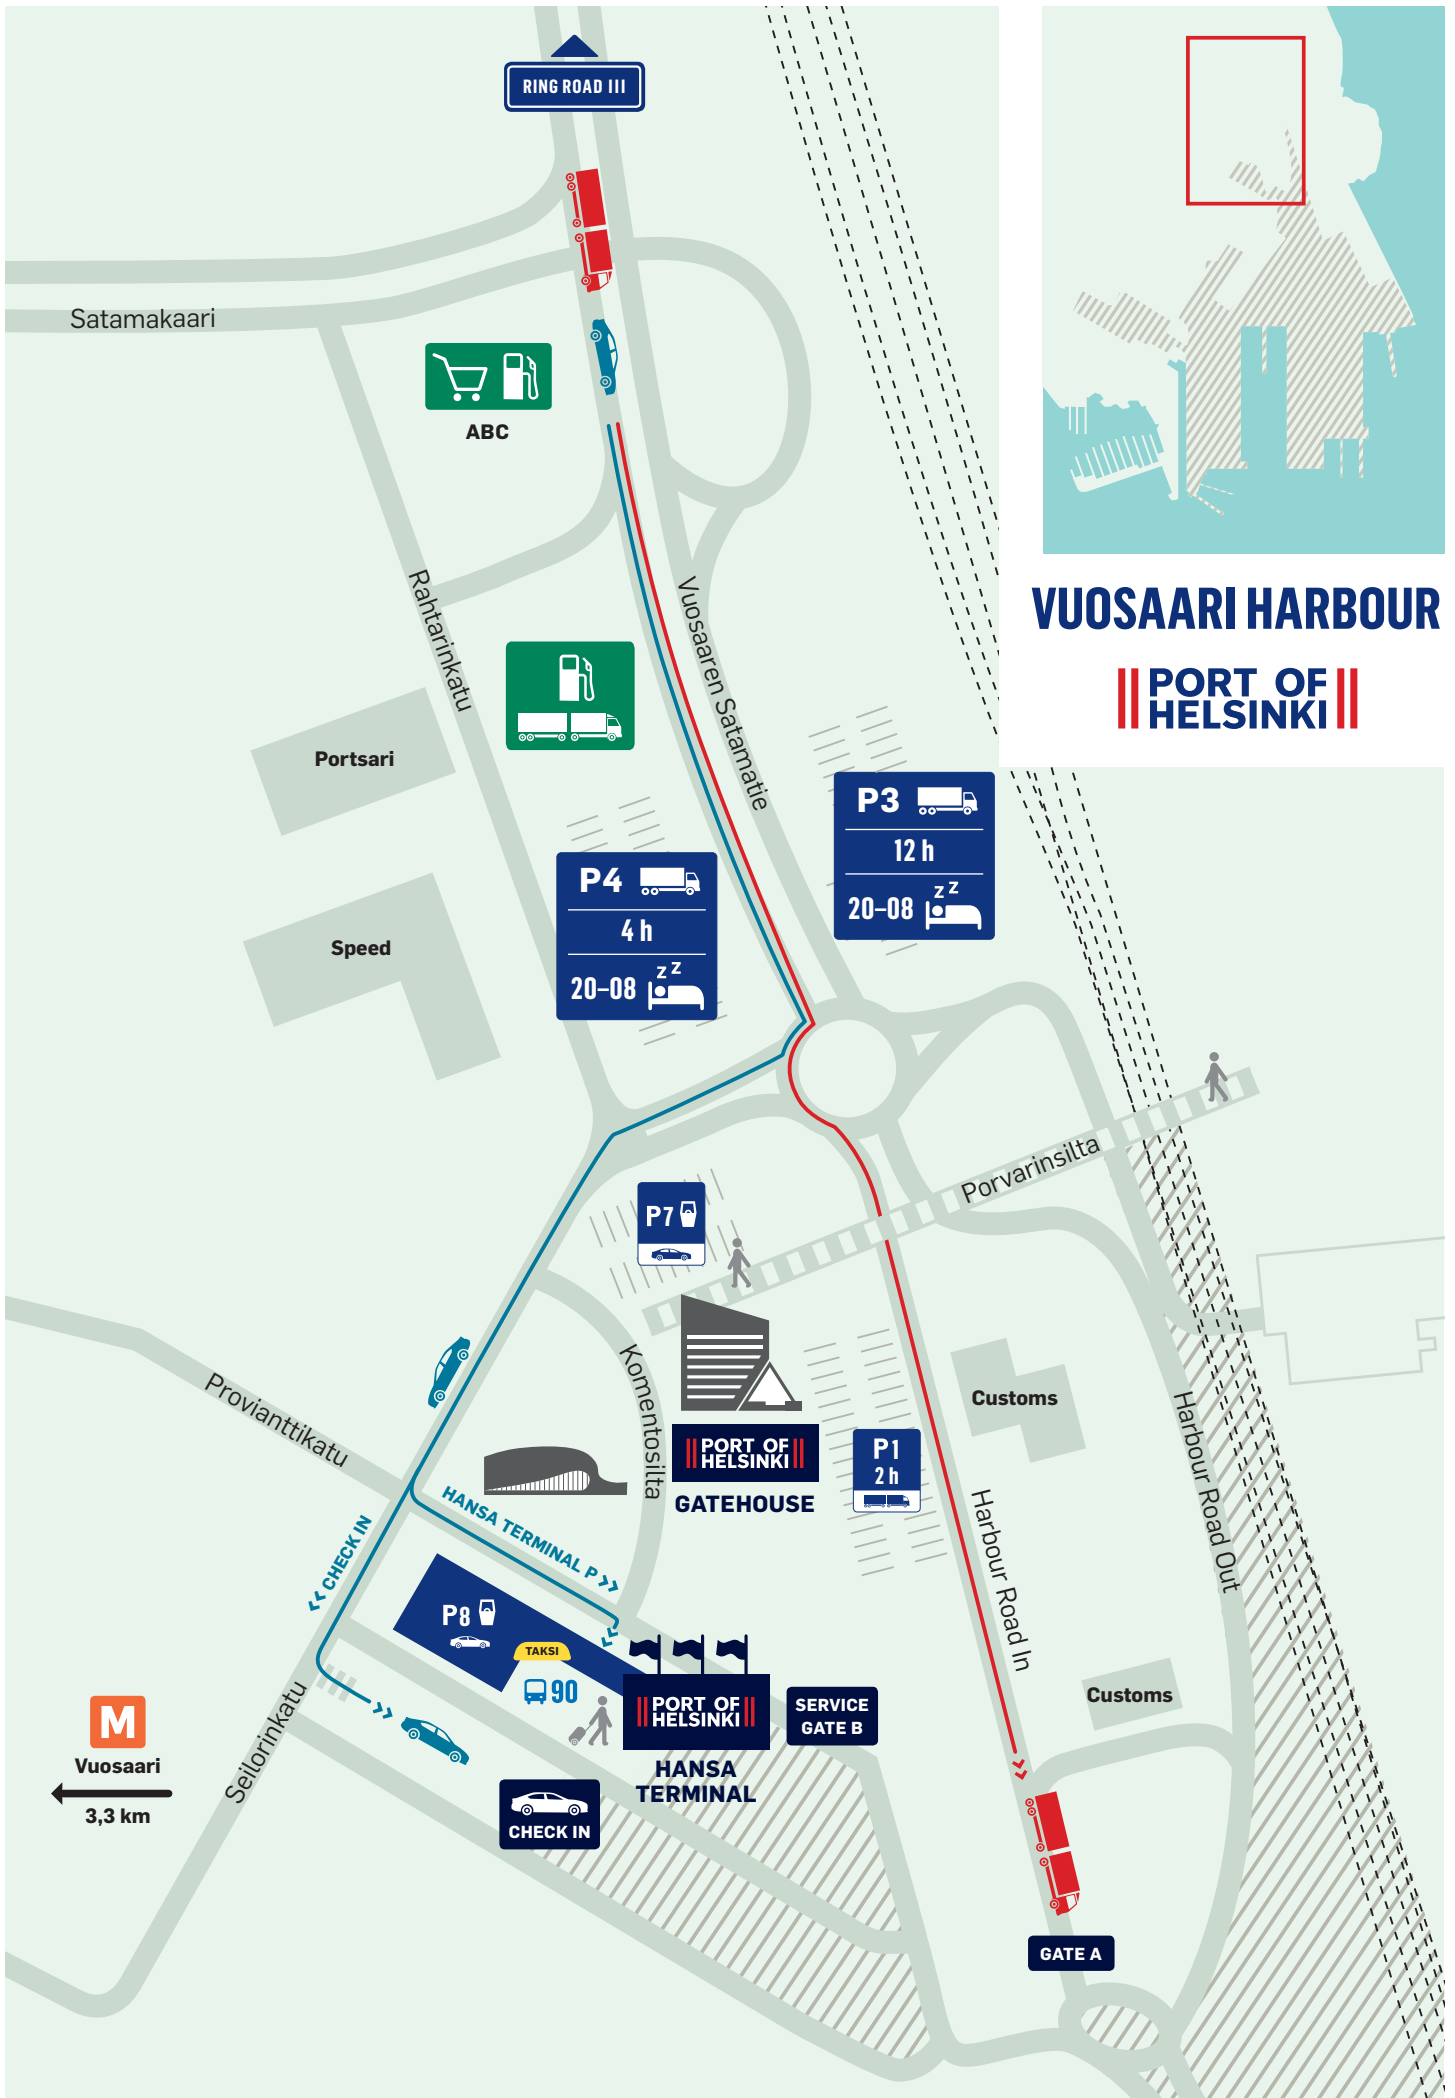 RING ROAD III
Satamakaari
ABC
VUOSAARI HARBOUR
PORT OF
HELSINKI
Rahtarinkatu
Vuosaaren Satamatie
Portsari
P3
12 h
20–08
z z
P4
4 h
20–08
z z
Speed
Porvarinsilta
P7
Komentosilta
Provianttikatu
Customs
Harbour Road Out
PORT OF
HELSINKI
GATEHOUSE
P1
2 h
HANSA TERMINAL P
CHECK IN
Harbour Road In
P8
TAKSI
90
PORT OF
HELSINKI
HANSA
TERMINAL
SERVICE
GATE B
Customs
M
Vuosaari
3,3 km
Seilorinkatu
CHECK IN
GATE A